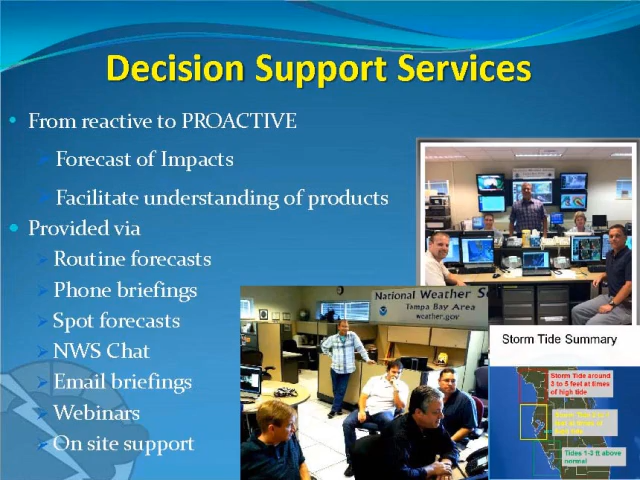 Decision Support Services
From reactive to PROACTIVE
Forecast of Impacts
Facilitate understanding of products
Provided via
Routine forecasts
Phone briefings
Spot forecasts
NWS Chat
Email briefings
Webinars
On site support
National Weather Se
Tampa Bay Area
weather.gov
Storm Tide Summary
Storm Tide around
3 to 5 feet at times
of high tide
Tides 1-3 ft above
normal